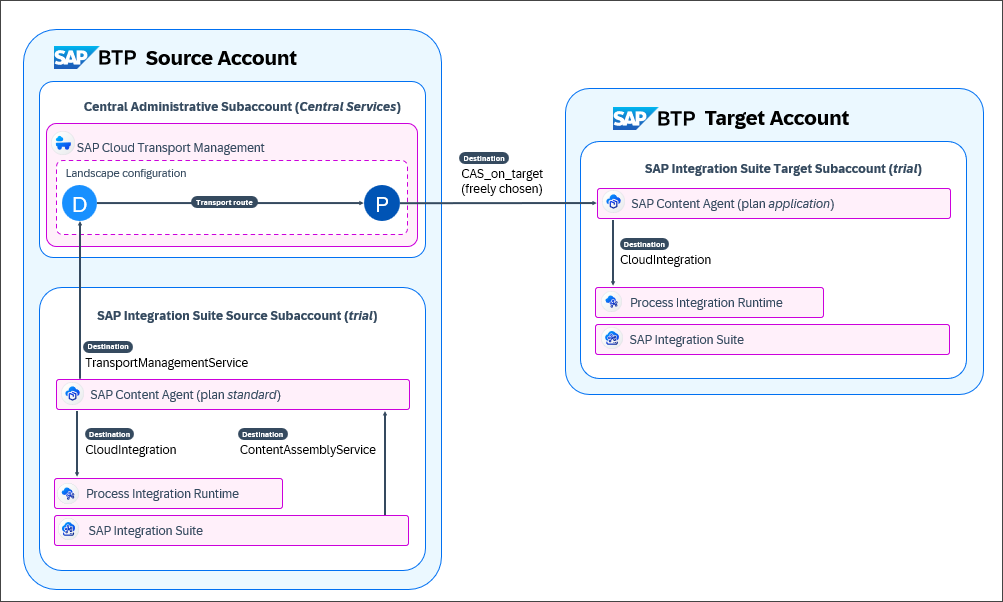 SAP BTP Source Account
Central Administrative Subaccount (Central Services)
SAP Cloud Transport Management
Landscape configuration
D
Transport route
P
SAP Integration Suite Source Subaccount (trial)
Destination
TransportManagementService
SAP Content Agent (plan standard)
Destination
CloudIntegration
Destination
ContentAssemblyService
Process Integration Runtime
SAP Integration Suite
Destination
CAS_on_target
(freely chosen)
SAP BTP Target Account
SAP Integration Suite Target Subaccount (trial)
SAP Content Agent (plan application)
Destination
CloudIntegration
Process Integration Runtime
SAP Integration Suite